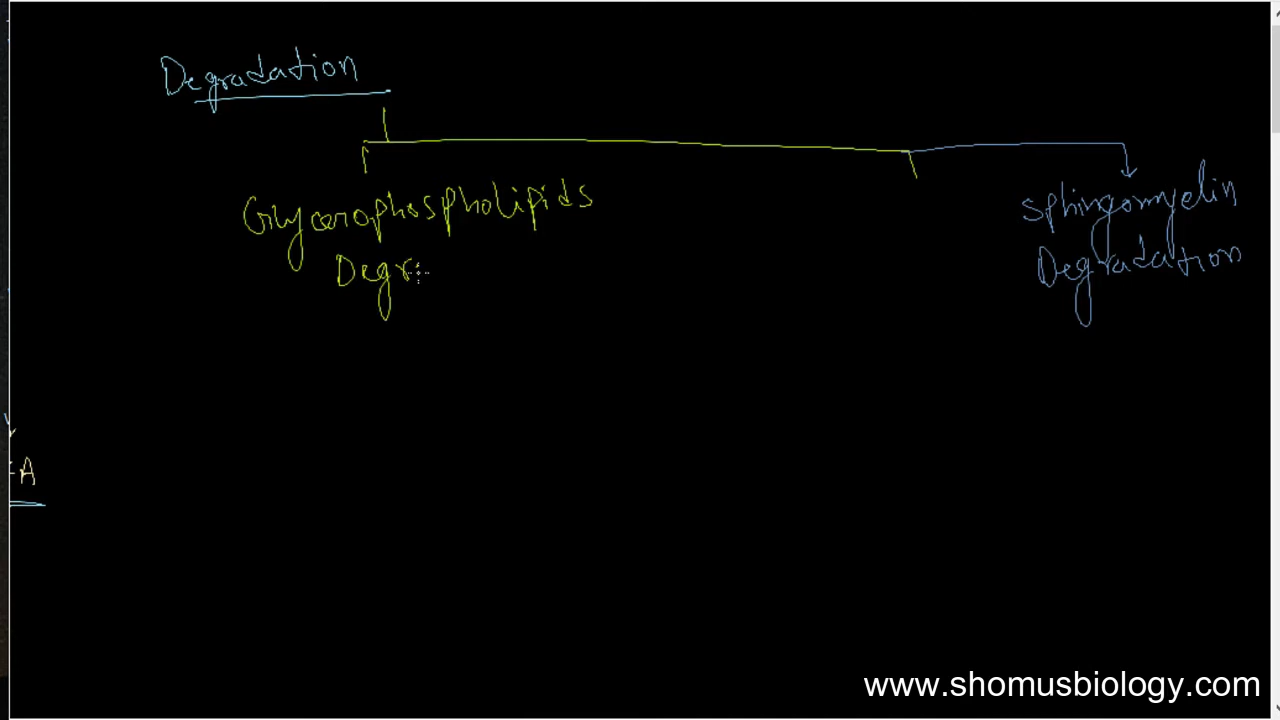 Degradation
Glycerophospholipids
Degr
Sphingomyelin
Degradation
A
www.shomusbiology.com